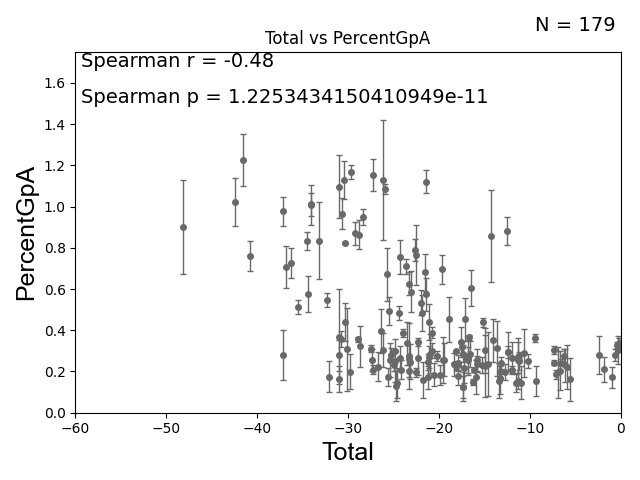 N = 179
Total vs PercentGpA
Spearman r = -0.48
Spearman p = 1.2253434150410949e-11
PercentGpA
1.6
1.4
1.2
1.0
0.8
0.6
0.4
0.2
0.0
−60 −50 −40 −30 −20 −10 0
Total